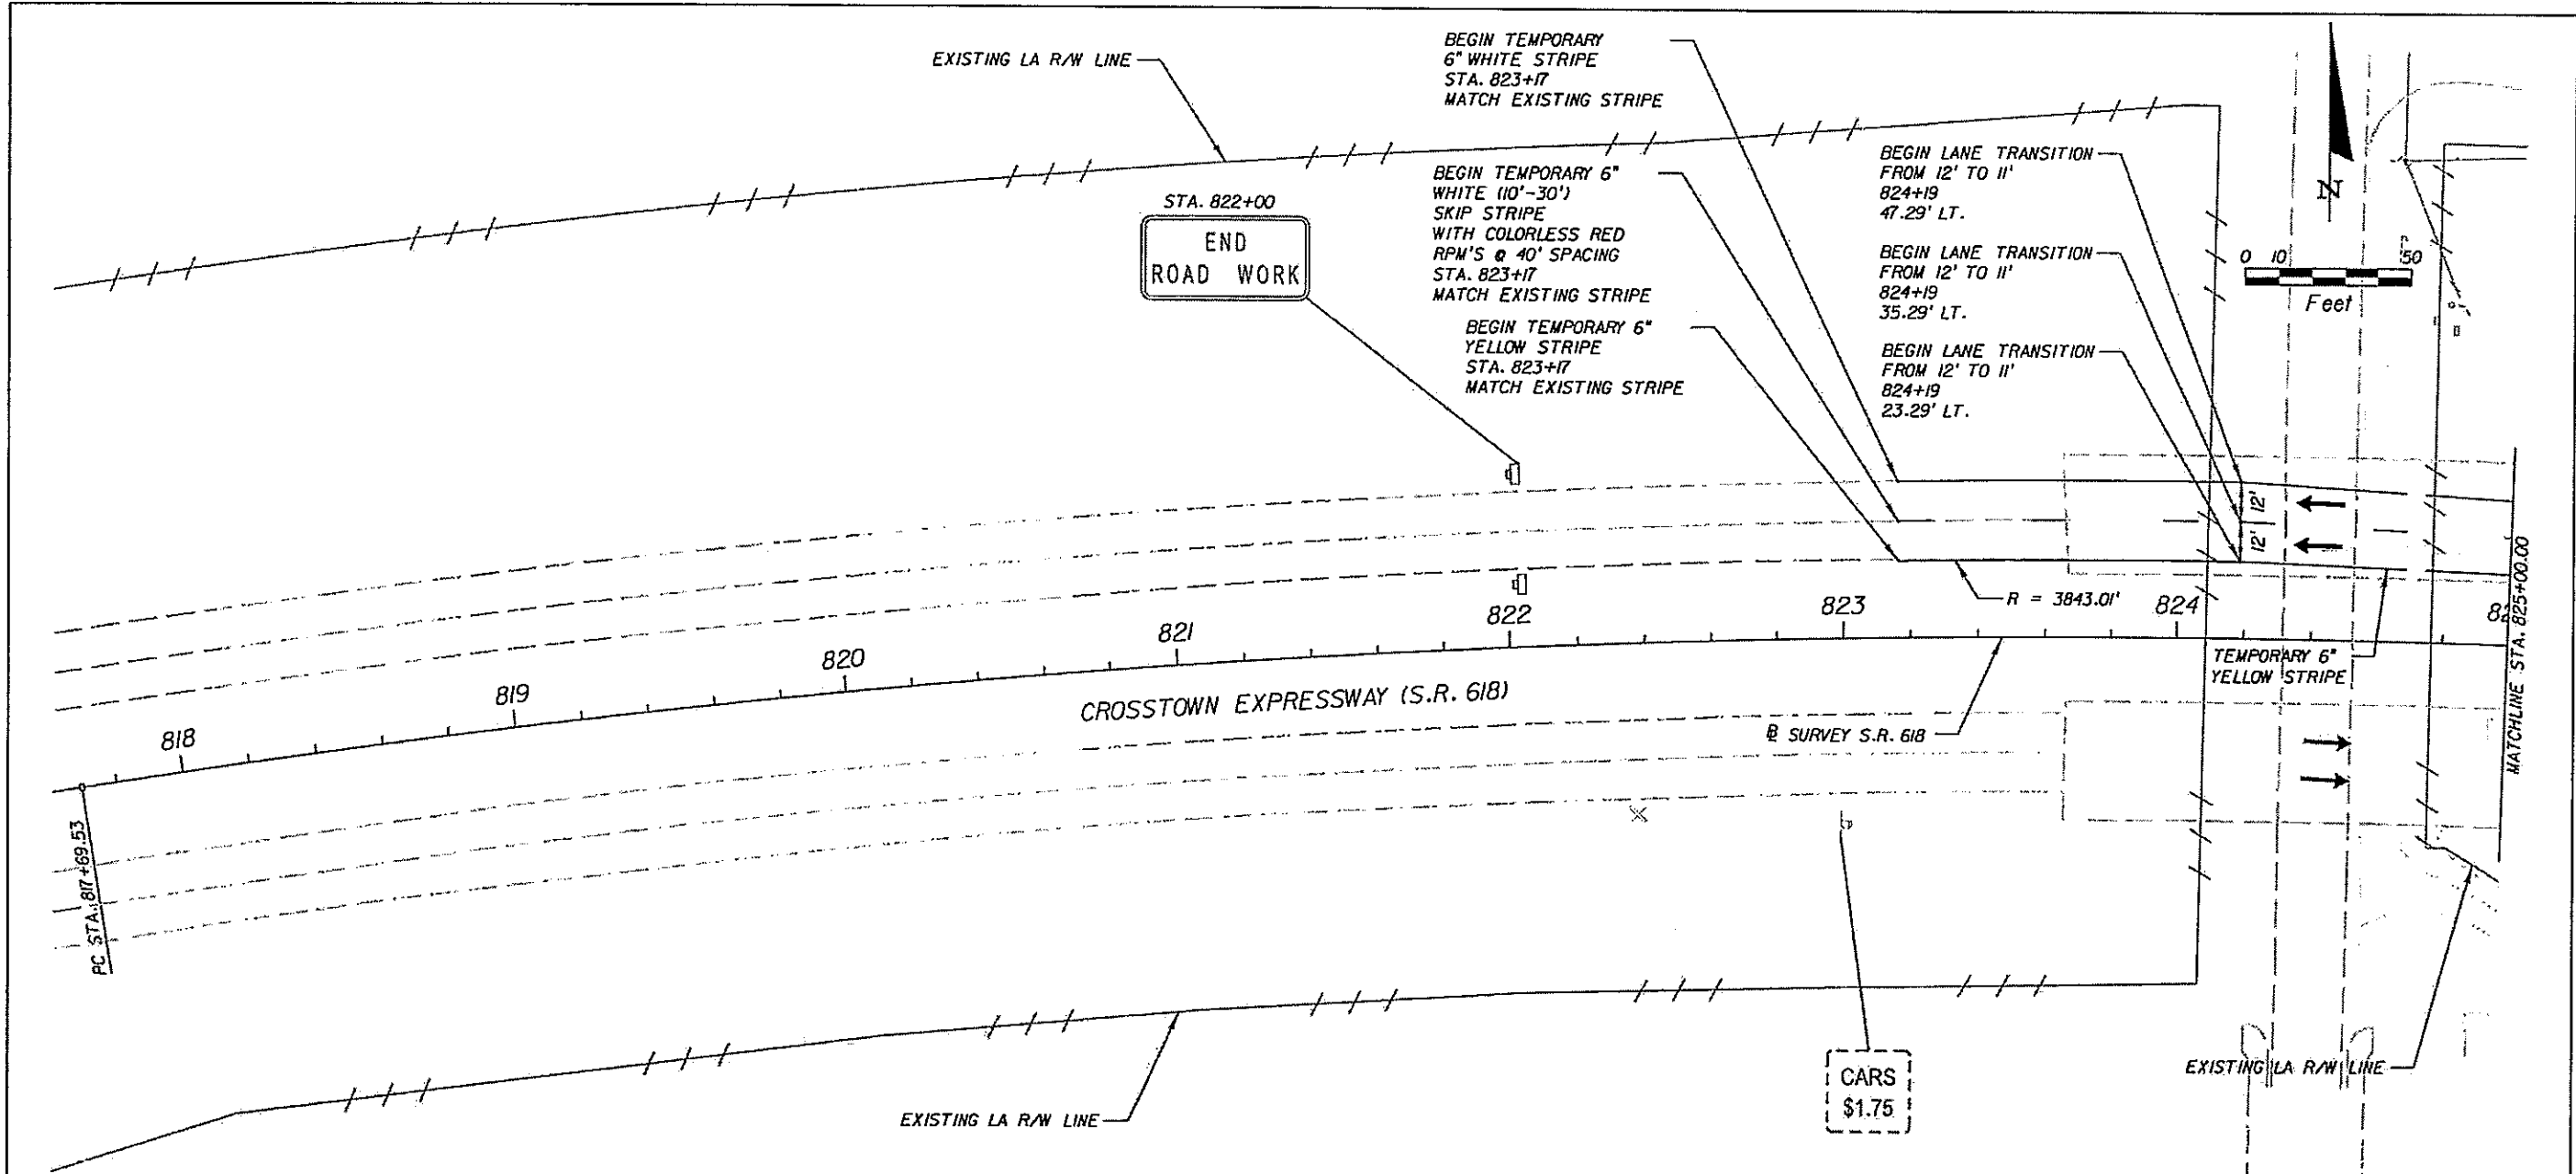 EXISTING LA R/W LINE
BEGIN TEMPORARY
6" WHITE STRIPE
STA. 823+17
MATCH EXISTING STRIPE
STA. 822+00
END
ROAD WORK
BEGIN TEMPORARY 6"
WHITE (10'-30')
SKIP STRIPE
WITH COLORLESS RED
RPM'S @ 40' SPACING
STA. 823+17
MATCH EXISTING STRIPE
BEGIN TEMPORARY 6"
YELLOW STRIPE
STA. 823+17
MATCH EXISTING STRIPE
BEGIN LANE TRANSITION
FROM 12' TO 11'
824+19
47.29' LT.
BEGIN LANE TRANSITION
FROM 12' TO 11'
824+19
35.29' LT.
BEGIN LANE TRANSITION
FROM 12' TO 11'
824+19
23.29' LT.
N
0 10 50
Feet
12'
12'
R = 3843.01'
818
819
820
821
822
823
824
82
TEMPORARY 6"
YELLOW STRIPE
MATCHLINE STA. 825+00.00
CROSSTOWN EXPRESSWAY (S.R. 618)
℄ SURVEY S.R. 618
PC STA. 817+69.53
CARS
$1.75
EXISTING LA R/W LINE
EXISTING LA R/W LINE